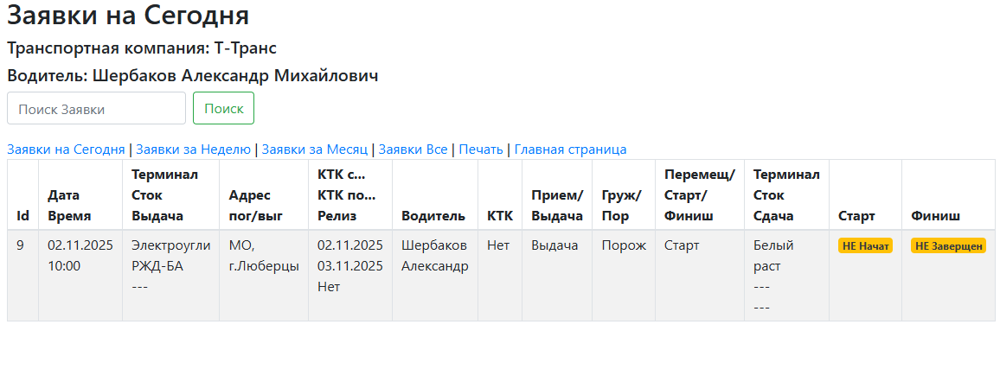 Заявки на Сегодня
Транспортная компания: Т-Транс
Водитель: Шербаков Александр Михайлович
Поиск Заявки Поиск
Заявки на Сегодня | Заявки за Неделю | Заявки за Месяц | Заявки Все | Печать | Главная страница
Id
Дата
Время
Терминал
Сток
Выдача
Адрес
пог/выг
КТК с...
КТК по...
Релиз
Водитель
КТК
Прием/
Выдача
Груж/
Пор
Перемещ/
Старт/
Финиш
Терминал
Сток
Сдача
Старт
Финиш
9
02.11.2025
10:00
Электроугли
РЖД-БА
---
МО,
г.Люберцы
02.11.2025
03.11.2025
Нет
Шербаков
Александр
Нет
Выдача
Порож
Старт
Белый
раст
---
---
НЕ Начат
НЕ Заверщен